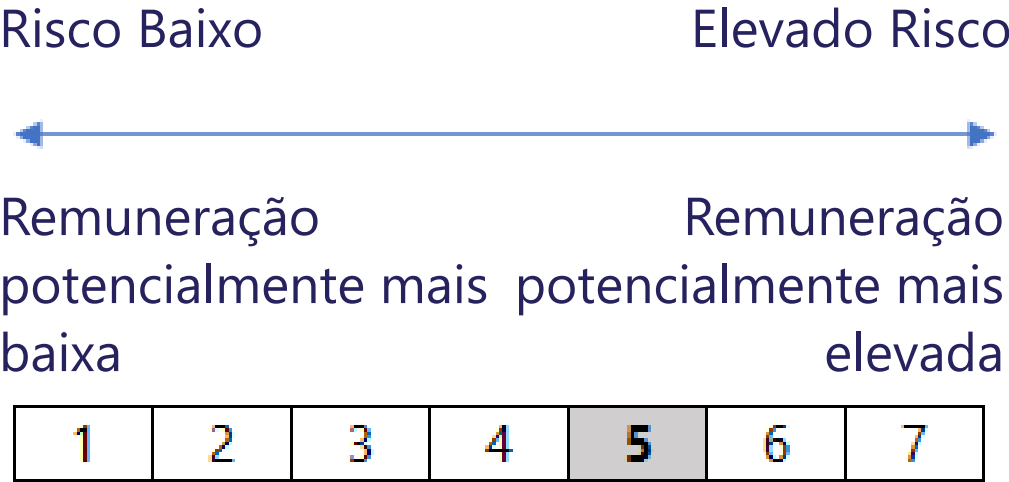 Risco Baixo Elevado Risco
Remuneração Remuneração
potencialmente mais potencialmente mais
baixa elevada
1 2 3 4 5 6 7